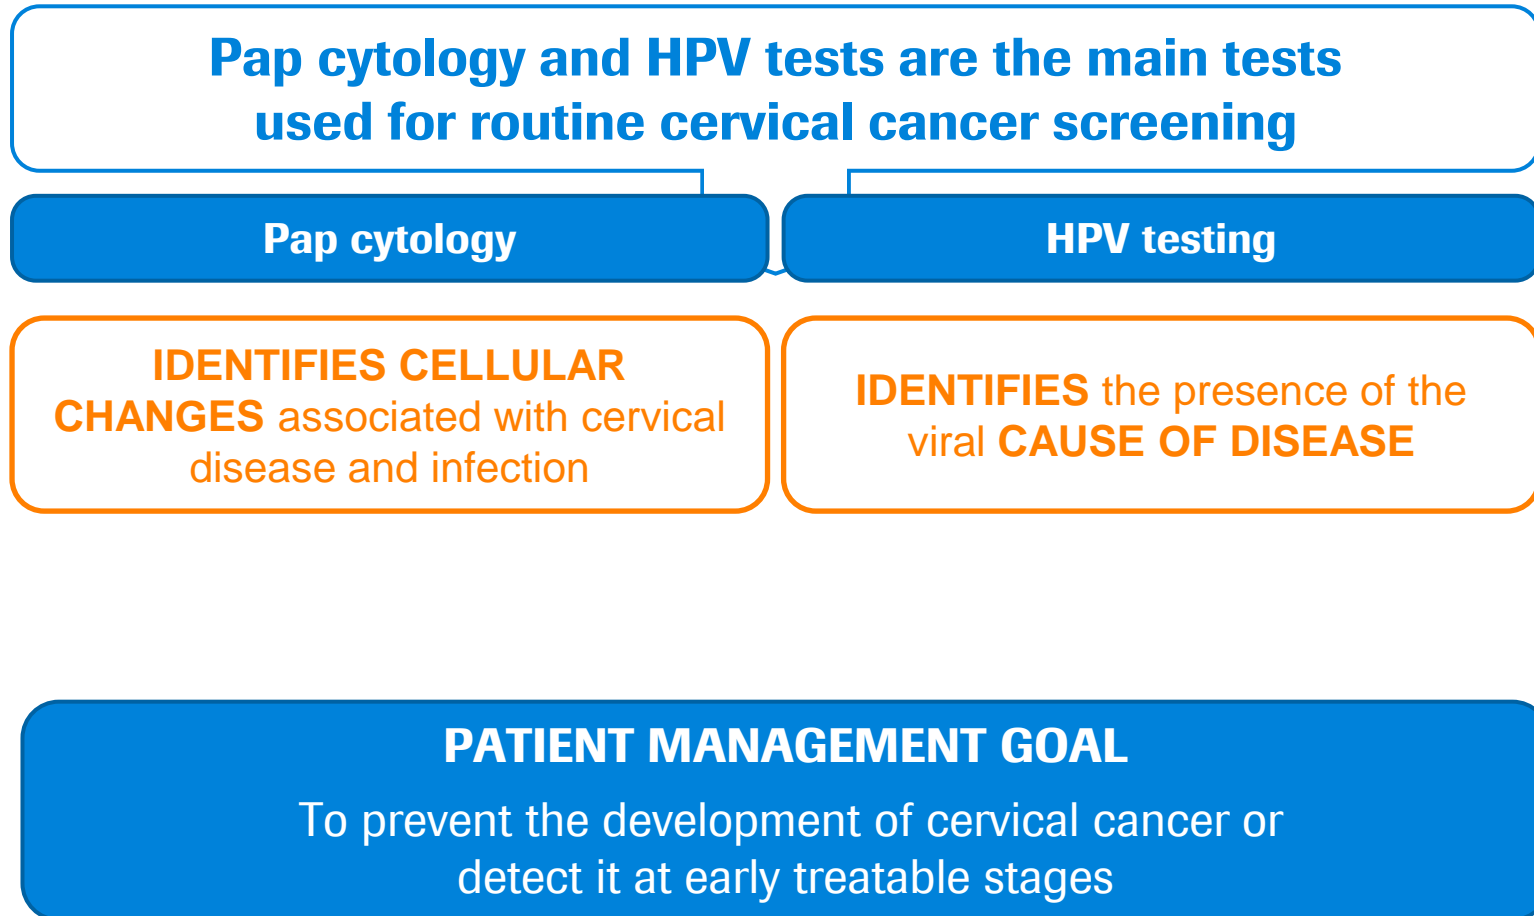 Pap cytology and HPV tests are the main tests
used for routine cervical cancer screening
Pap cytology
HPV testing
IDENTIFIES CELLULAR
CHANGES associated with cervical
disease and infection
IDENTIFIES the presence of the
viral CAUSE OF DISEASE
PATIENT MANAGEMENT GOAL
To prevent the development of cervical cancer or
detect it at early treatable stages